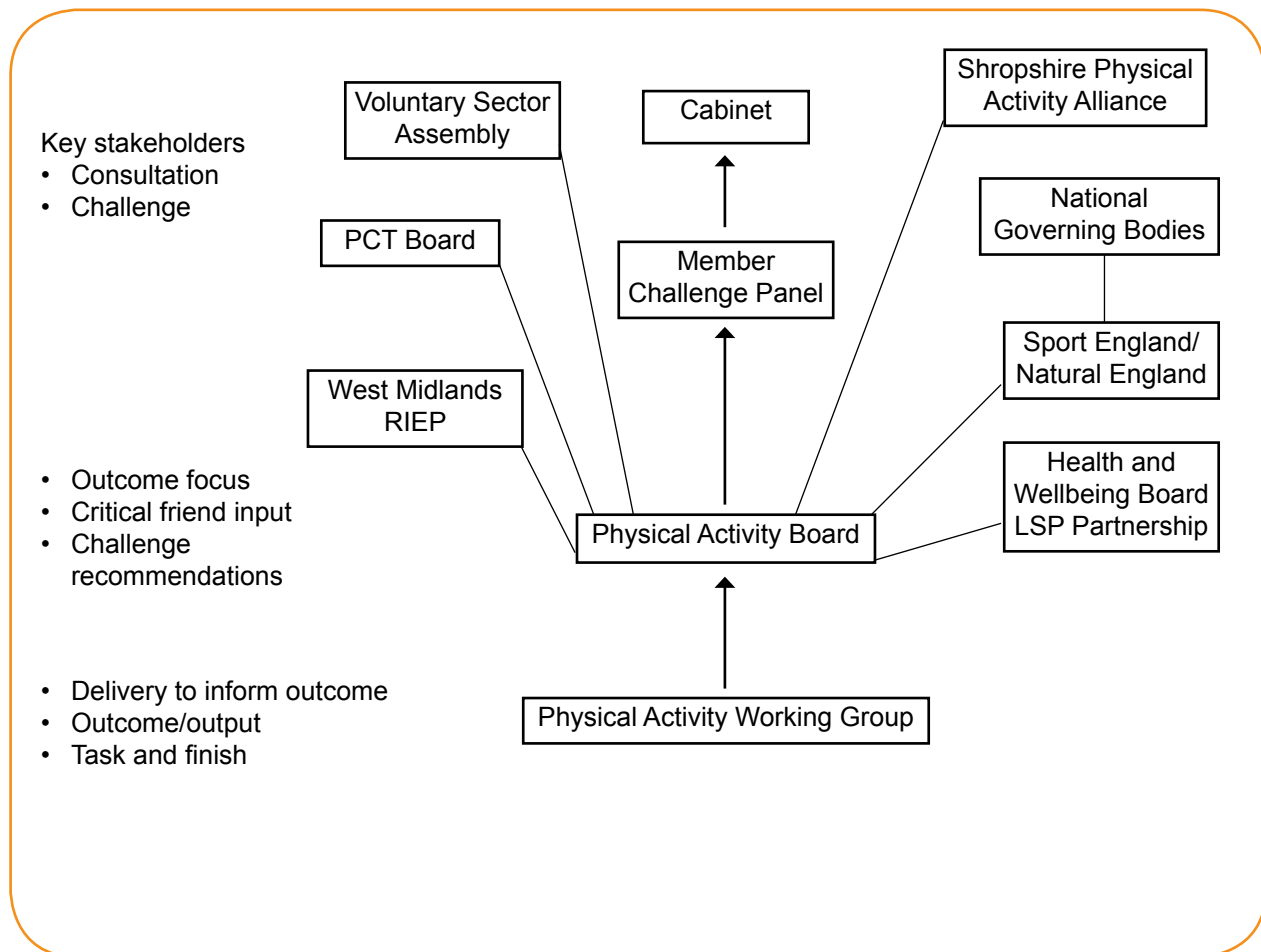 Key stakeholders
• Consultation
• Challenge
Voluntary Sector
Assembly
Cabinet
Shropshire Physical
Activity Alliance
PCT Board
Member
Challenge Panel
National
Governing Bodies
West Midlands
RIEP
Sport England/
Natural England
• Outcome focus
• Critical friend input
• Challenge
recommendations
Physical Activity Board
Health and
Wellbeing Board
LSP Partnership
• Delivery to inform outcome
• Outcome/output
• Task and finish
Physical Activity Working Group